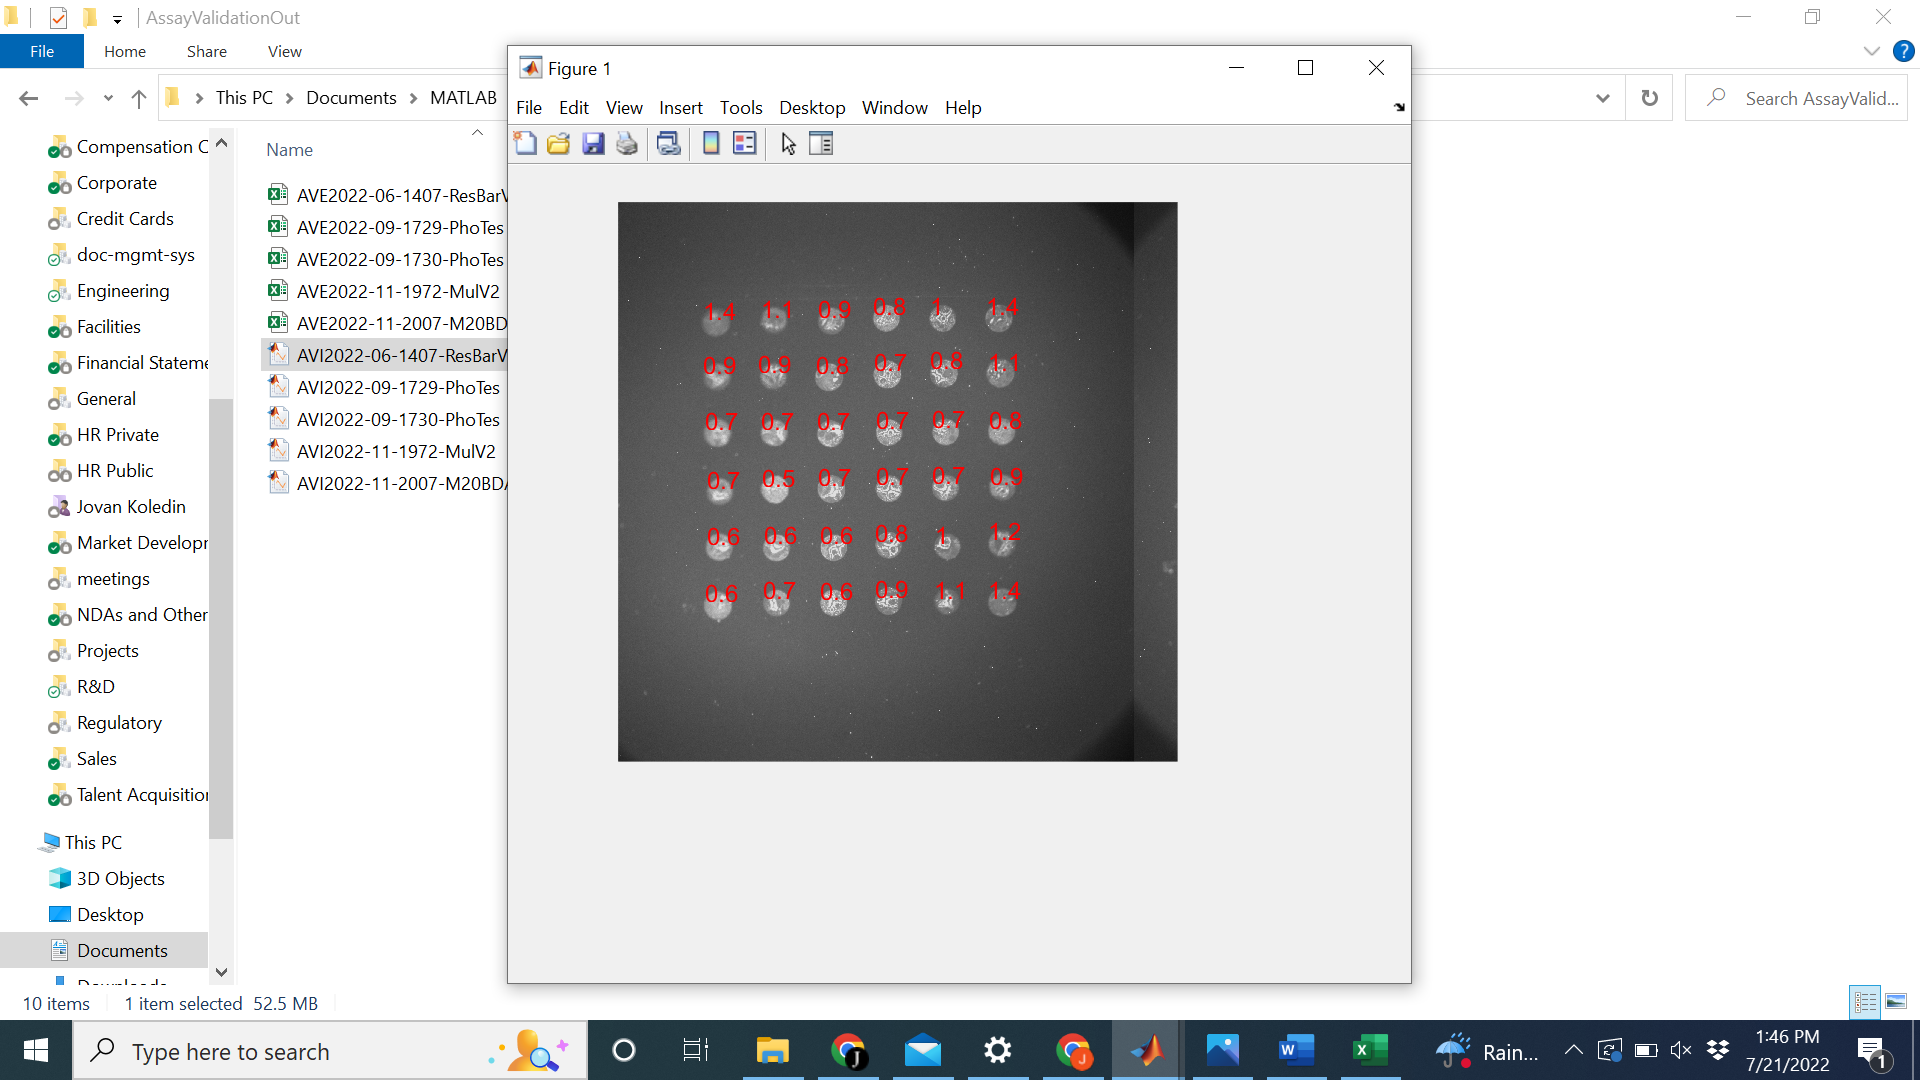 AssayValidationOut
File Home Share View
This PC Documents MATLAB
Search AssayValid...
Compensation C
Corporate
Credit Cards
doc-mgmt-sys
Engineering
Facilities
Financial Stateme
General
HR Private
HR Public
Jovan Koledin
Market Developr
meetings
NDAs and Other
Projects
R&D
Regulatory
Sales
Talent Acquisition
This PC
3D Objects
Desktop
Documents
Downloads
Name
AVE2022-06-1407-ResBarV
AVE2022-09-1729-PhoTes
AVE2022-09-1730-PhoTes
AVE2022-11-1972-MulV2
AVE2022-11-2007-M20BD
AVI2022-06-1407-ResBarV
AVI2022-09-1729-PhoTes
AVI2022-09-1730-PhoTes
AVI2022-11-1972-MulV2
AVI2022-11-2007-M20BDA
Figure 1
File Edit View Insert Tools Desktop Window Help
1.4 1.1 0.9 0.8 1 1.4
0.9 0.9 0.8 0.7 0.8 1.1
0.7 0.7 0.7 0.7 0.7 0.8
0.7 0.5 0.7 0.7 0.7 0.9
0.6 0.6 0.6 0.8 1 1.2
0.6 0.7 0.6 0.9 1.1 1.4
10 items 1 item selected 52.5 MB
Type here to search
Rain...
1:46 PM
7/21/2022
1